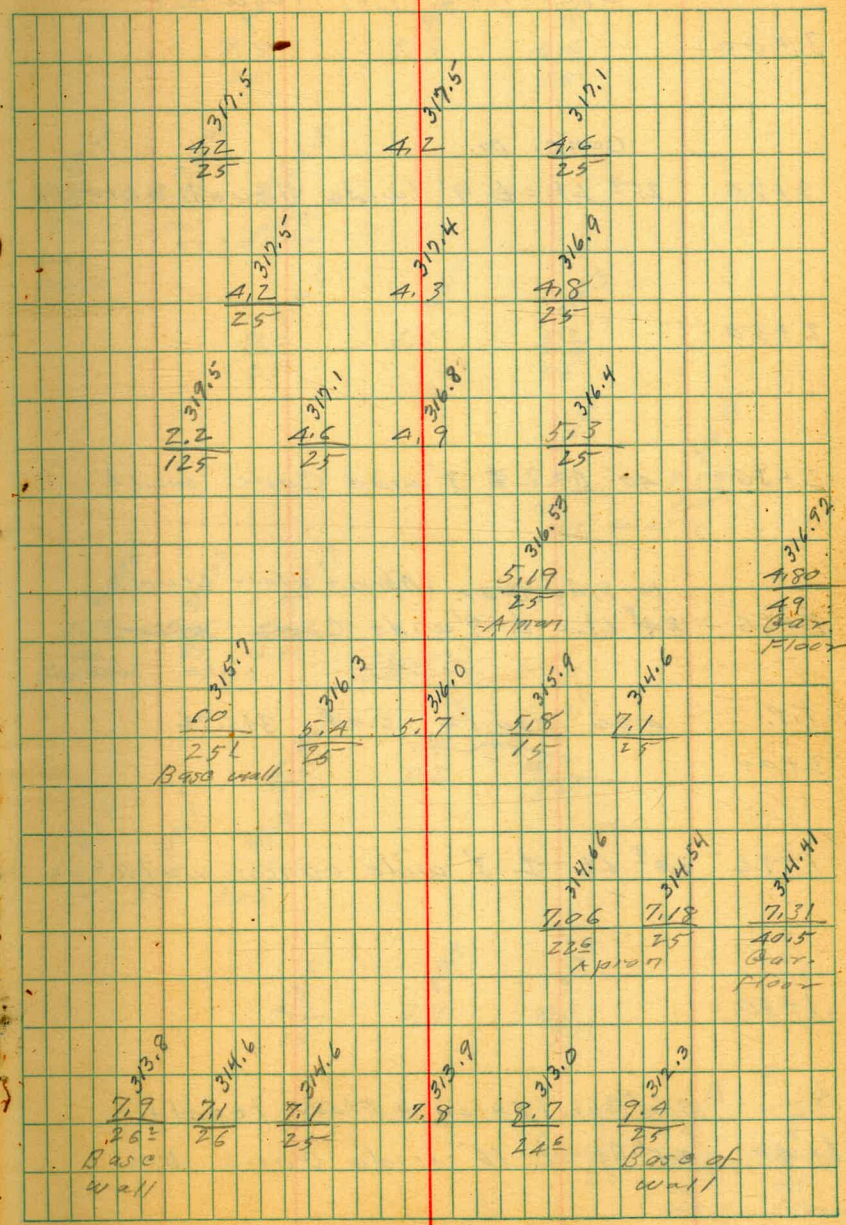 317.5 317.5 317.1
4.2 4.2 4.6
25 25
317.5 317.4 316.9
4.2 4.3 4.8
25 25
319.5 317.1 316.8 316.4
2.2 4.6 4.9 5.3
125 25 25
316.53 316.92
5.19 4.80
25 49
Apron Gar.
Floor
315.7 316.3 316.0 315.9 314.6
6.0 5.4 5.7 5.8 7.1
25 15 25
Base wall
314.66 314.54 314.41
7.06 7.18 7.31
22⁵ 25 40.5
Apron Gar.
Floor
313.8 314.6 314.6 313.9 313.0 312.3
7.9 7.1 7.1 7.8 8.7 9.4
26² 26 25 24⁵ 25
Base Base of
wall wall